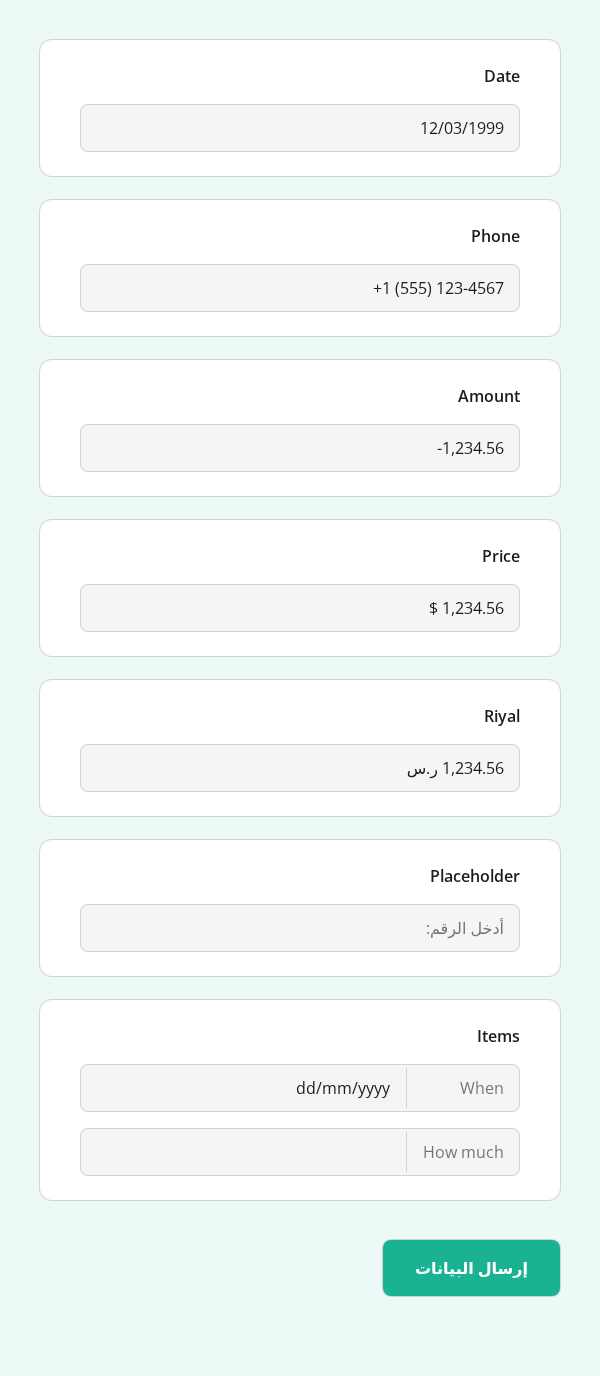 Date
12/03/1999
Phone
+1 (555) 123-4567
Amount
-1,234.56
Price
$ 1,234.56
Riyal
1,234.56 ر.س
Placeholder
أدخل الرقم:
Items
When
dd/mm/yyyy
How much
إرسال البيانات